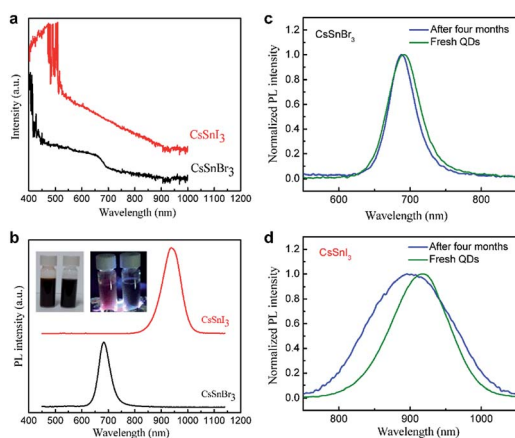 a
Intensity (a.u.)
CsSnI3
CsSnBr3
400 500 600 700 800 900 1000 1100 1200
Wavelength (nm)
b
PL intensity (a.u.)
CsSnI3
CsSnBr3
400 500 600 700 800 900 1000 1100 1200
Wavelength (nm)
c
CsSnBr3
After four months
Fresh QDs
Normalized PL intensity
1.0
0.8
0.6
0.4
0.2
0.0
600 700 800
Wavelength (nm)
d
CsSnI3
After four months
Fresh QDs
Normalized PL intensity
1.0
0.8
0.6
0.4
0.2
0.0
800 900 1000
Wavelength (nm)